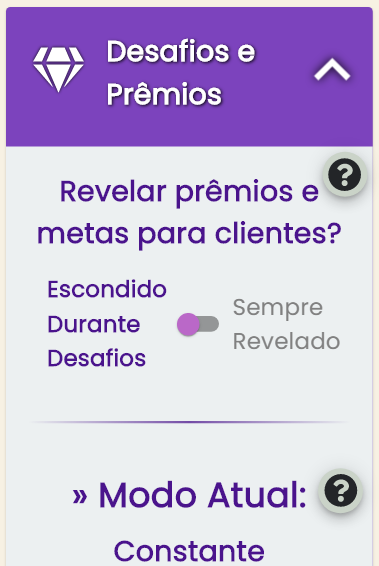 Desafios e
Prêmios
Revelar prêmios e
metas para clientes?
Escondido
Durante
Desafios
Sempre
Revelado
» Modo Atual:
Constante